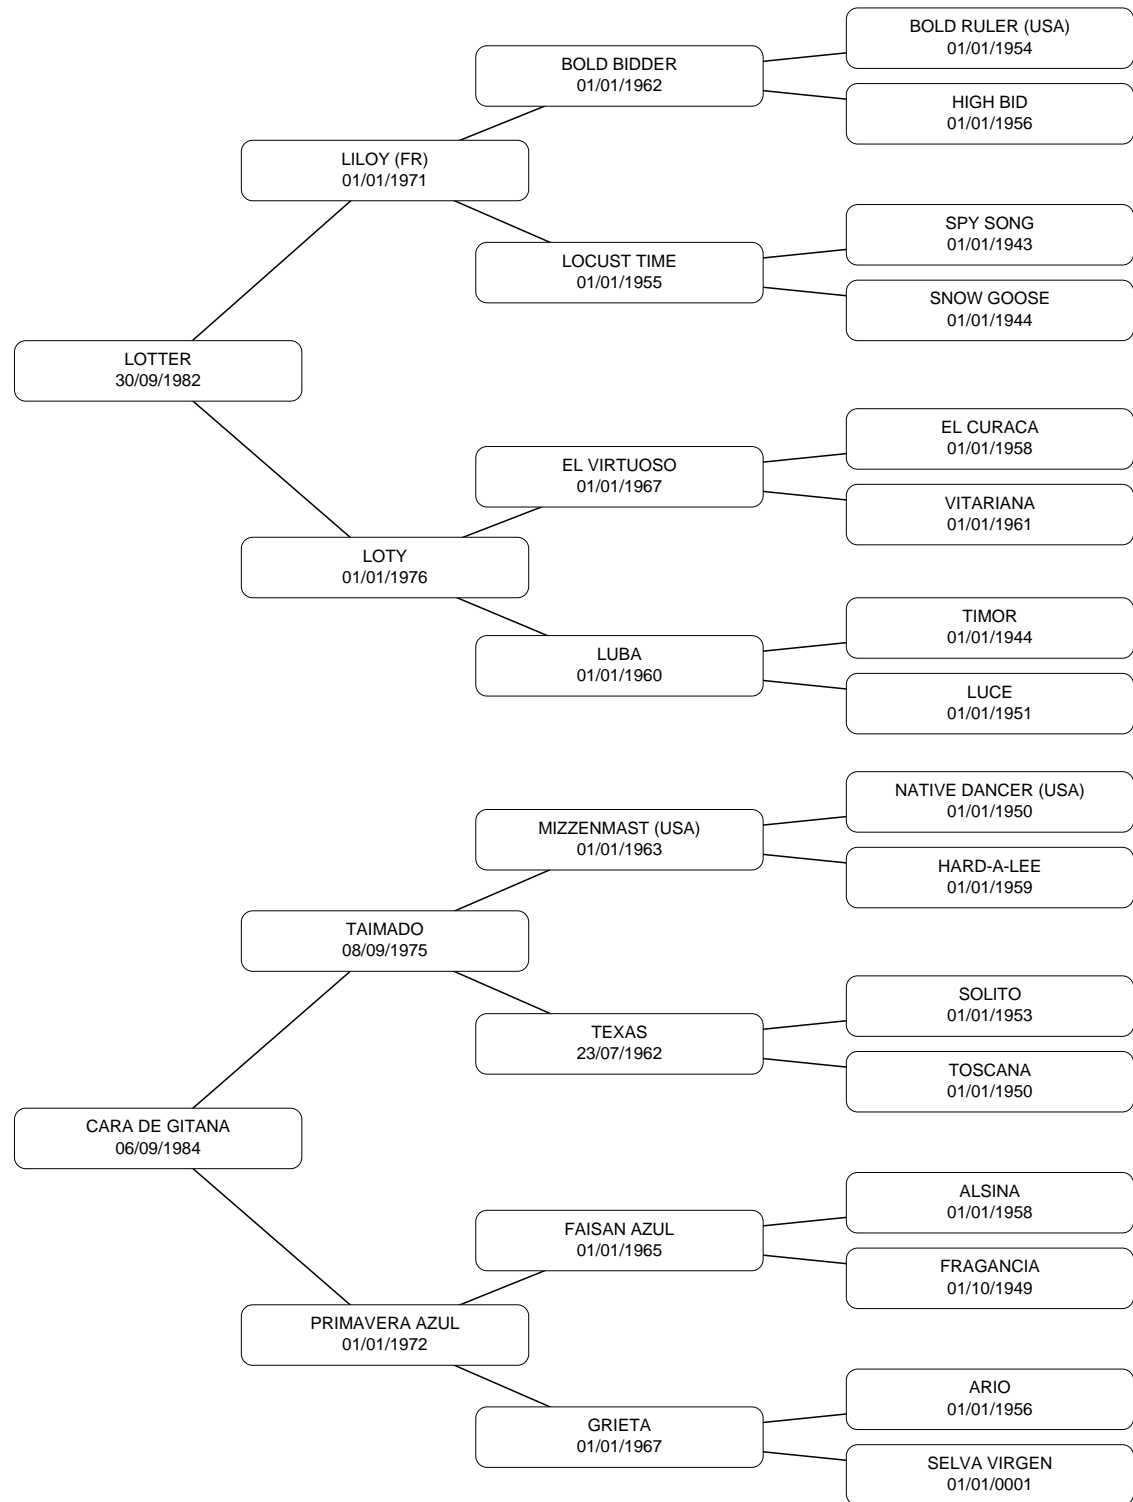 BOLD RULER (USA)
01/01/1954
BOLD BIDDER
01/01/1962
HIGH BID
01/01/1956
LILOY (FR)
01/01/1971
SPY SONG
01/01/1943
LOCUST TIME
01/01/1955
SNOW GOOSE
01/01/1944
LOTTER
30/09/1982
EL CURACA
01/01/1958
EL VIRTUOSO
01/01/1967
VITARIANA
01/01/1961
LOTY
01/01/1976
TIMOR
01/01/1944
LUBA
01/01/1960
LUCE
01/01/1951
NATIVE DANCER (USA)
01/01/1950
MIZZENMAST (USA)
01/01/1963
HARD-A-LEE
01/01/1959
TAIMADO
08/09/1975
SOLITO
01/01/1953
TEXAS
23/07/1962
TOSCANA
01/01/1950
CARA DE GITANA
06/09/1984
ALSINA
01/01/1958
FAISAN AZUL
01/01/1965
FRAGANCIA
01/10/1949
PRIMAVERA AZUL
01/01/1972
ARIO
01/01/1956
GRIETA
01/01/1967
SELVA VIRGEN
01/01/0001